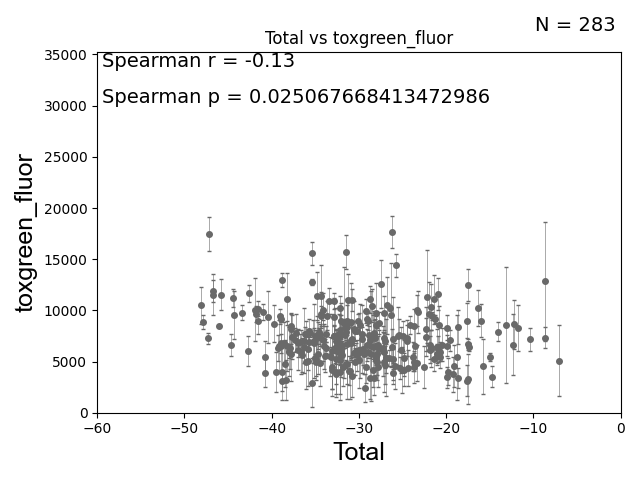 N = 283
Total vs toxgreen_fluor
Spearman r = -0.13
Spearman p = 0.025067668413472986
35000
30000
25000
20000
15000
10000
5000
0
toxgreen_fluor
−60
−50
−40
−30
−20
−10
0
Total